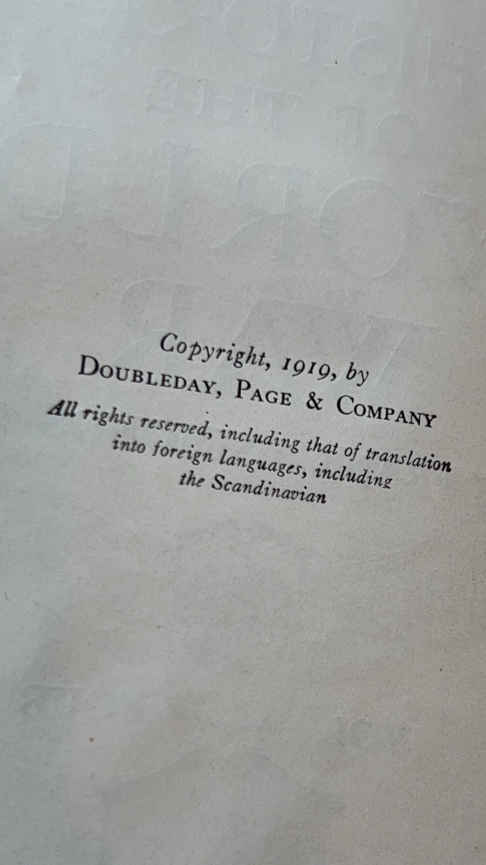 Copyright, 1919, by
Doubleday, Page & Company
All rights reserved, including that of translation
into foreign languages, including
the Scandinavian